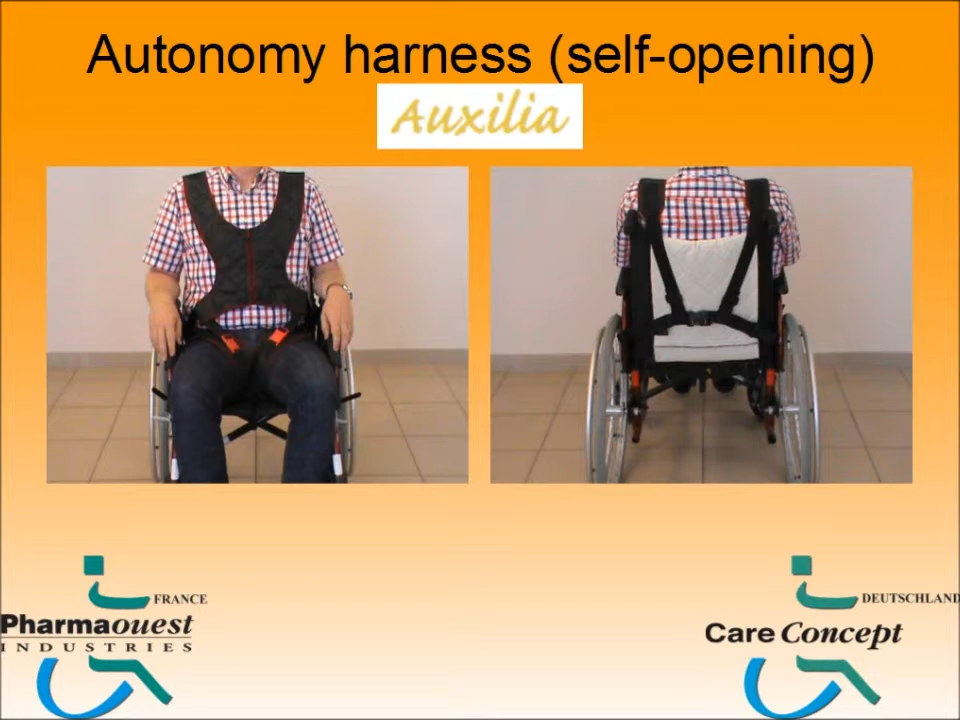 Autonomy harness (self-opening)
Auxilia
FRANCE
Pharmaouest
INDUSTRIES
DEUTSCHLAND
Care Concept